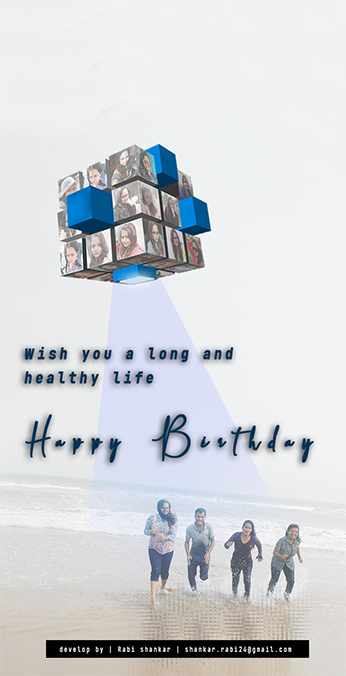 Wish you a long and
healthy life
Happy Birthday
develop by | Rabi shankar | shankar.rabi24@gmail.com